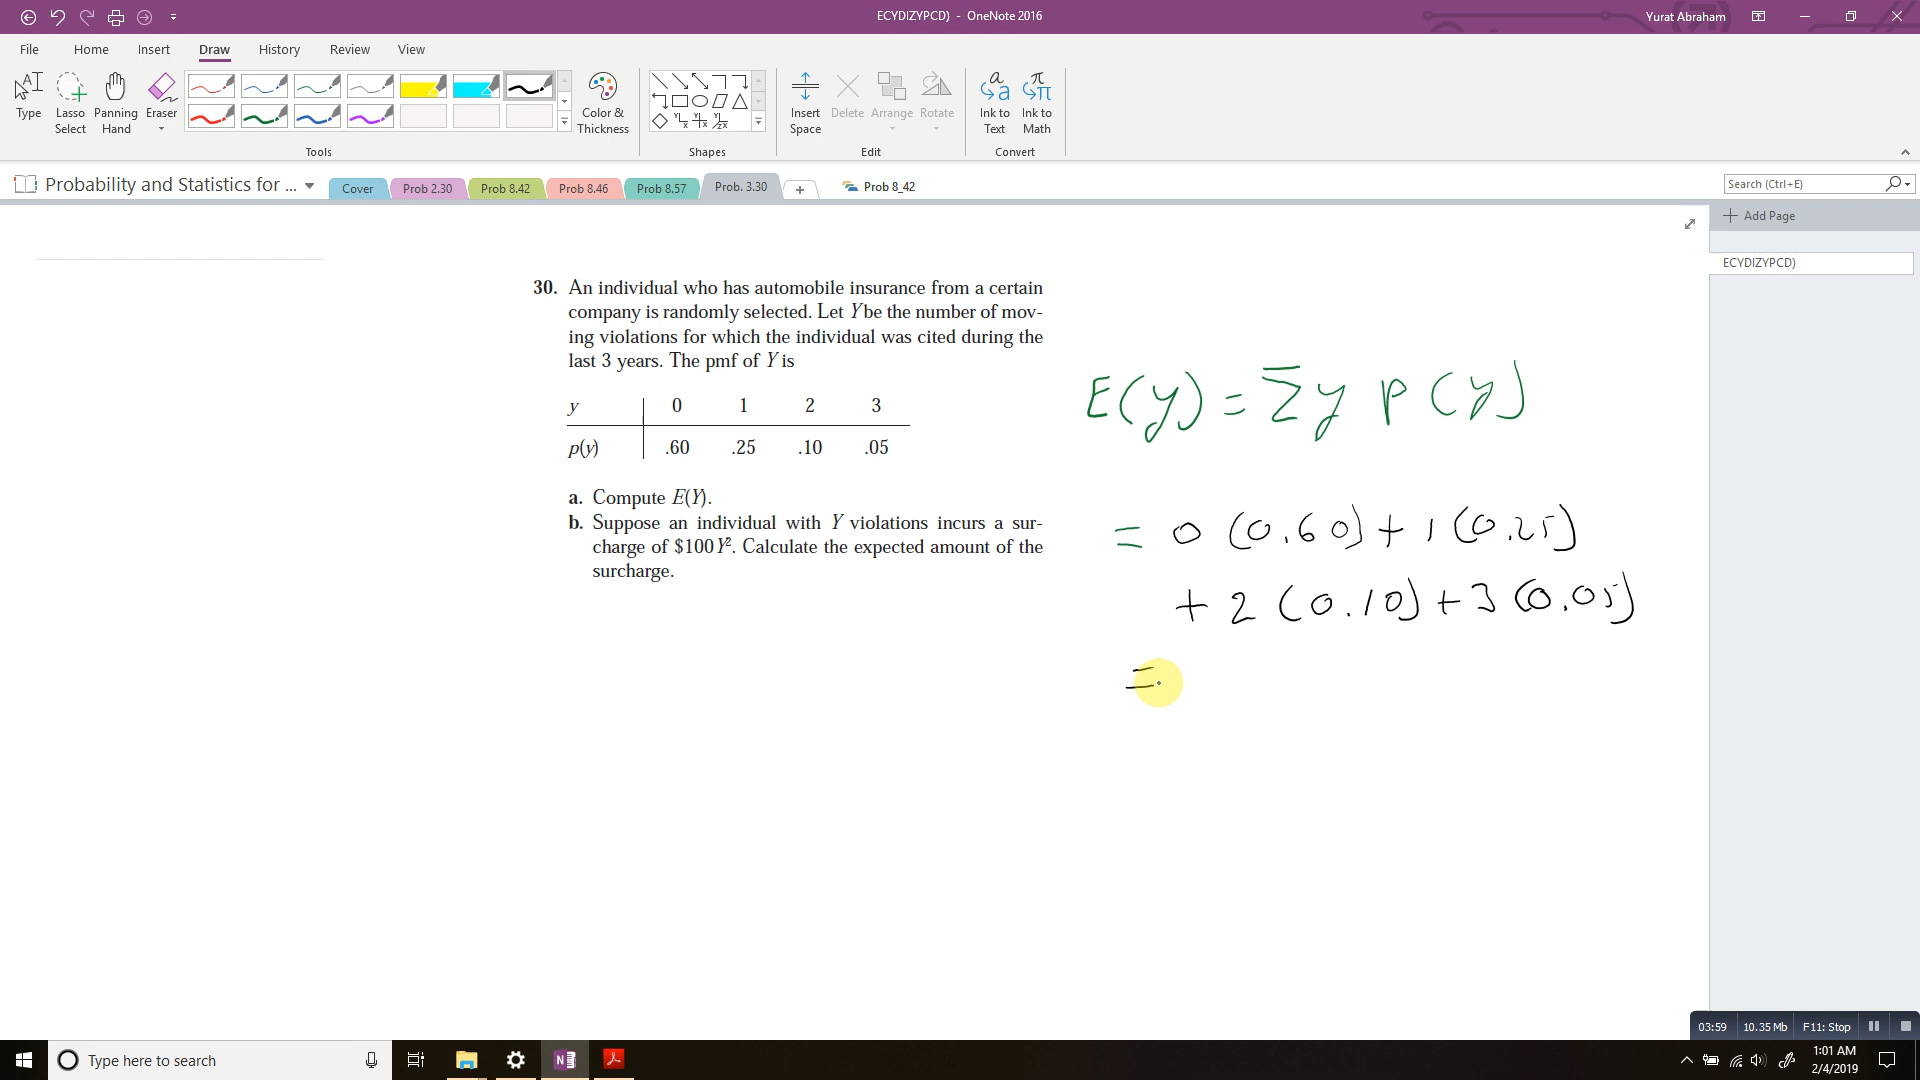 ECYDIZYPCD) - OneNote 2016
Yurat Abraham
File Home Insert Draw History Review View
Type
Lasso Select
Panning Hand
Eraser
Color & Thickness
Insert Space
Delete
Arrange
Rotate
Ink to Text
Ink to Math
Tools
Shapes
Edit
Convert
Probability and Statistics for ...
Cover Prob 2.30 Prob 8.42 Prob 8.46 Prob 8.57 Prob. 3.30 + Prob 8_42
Search (Ctrl+E)
Add Page
ECYDIZYPCD)
30. An individual who has automobile insurance from a certain
company is randomly selected. Let Y be the number of mov-
ing violations for which the individual was cited during the
last 3 years. The pmf of Y is
y 0 1 2 3
p(y) .60 .25 .10 .05
a. Compute E(Y).
b. Suppose an individual with Y violations incurs a sur-
charge of $100Y². Calculate the expected amount of the
surcharge.
E(y) = Σ y p(y)
= 0 (0.60) + 1 (0.25)
+ 2 (0.10) + 3 (0.05)
=
03:59 10.35 Mb F11: Stop
Type here to search
1:01 AM
2/4/2019